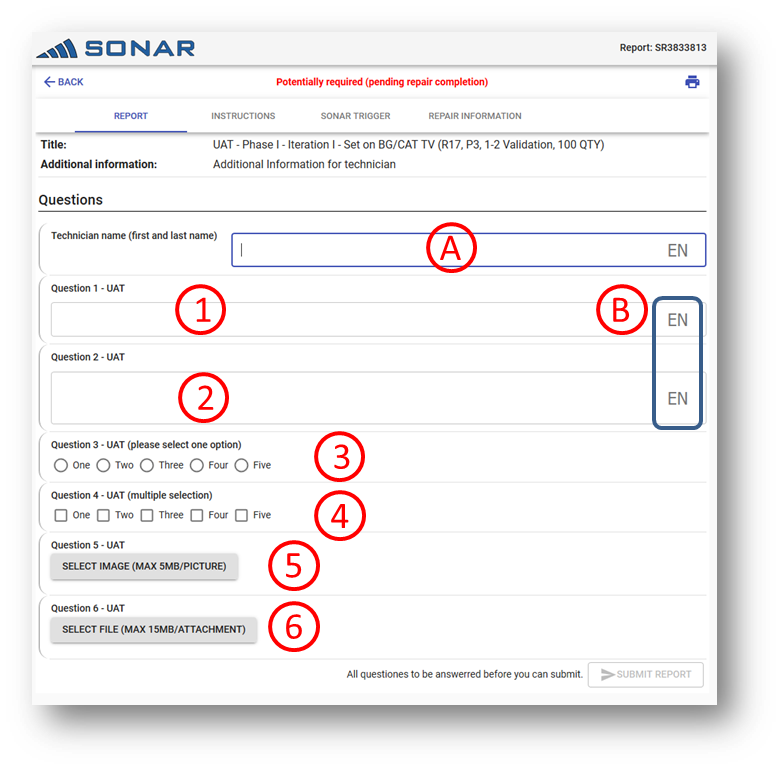 SONAR
Report: SR3833813
BACK
Potentially required (pending repair completion)
REPORT INSTRUCTIONS SONAR TRIGGER REPAIR INFORMATION
Title: UAT - Phase I - Iteration I - Set on BG/CAT TV (R17, P3, 1-2 Validation, 100 QTY)
Additional information: Additional Information for technician
Questions
Technician name (first and last name) A EN
Question 1 - UAT
1 B EN
Question 2 - UAT
2 EN
Question 3 - UAT (please select one option)
One Two Three Four Five 3
Question 4 - UAT (multiple selection)
One Two Three Four Five 4
Question 5 - UAT
SELECT IMAGE (MAX 5MB/PICTURE) 5
Question 6 - UAT
SELECT FILE (MAX 15MB/ATTACHMENT) 6
All questiones to be answerred before you can submit. SUBMIT REPORT